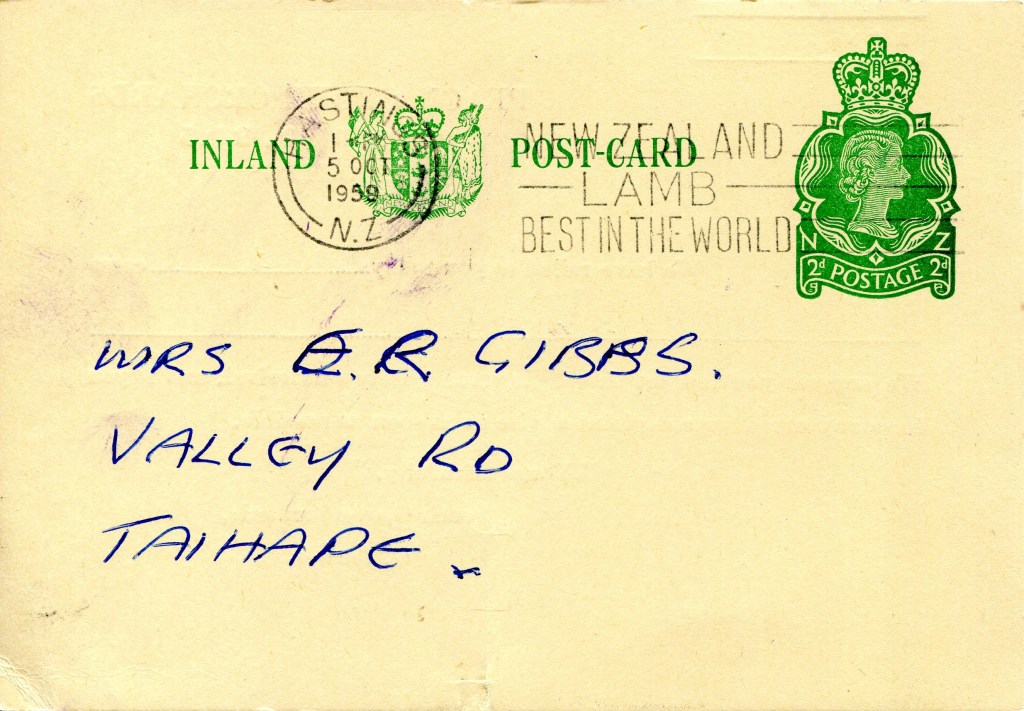 INLAND POST-CARD
HASTINGS
5 OCT
1959
N.Z
NEW ZEALAND
LAMB
BEST IN THE WORLD
N Z
2d POSTAGE 2d
MRS E.R. GIBBS.
VALLEY RD
TAIHAPE.